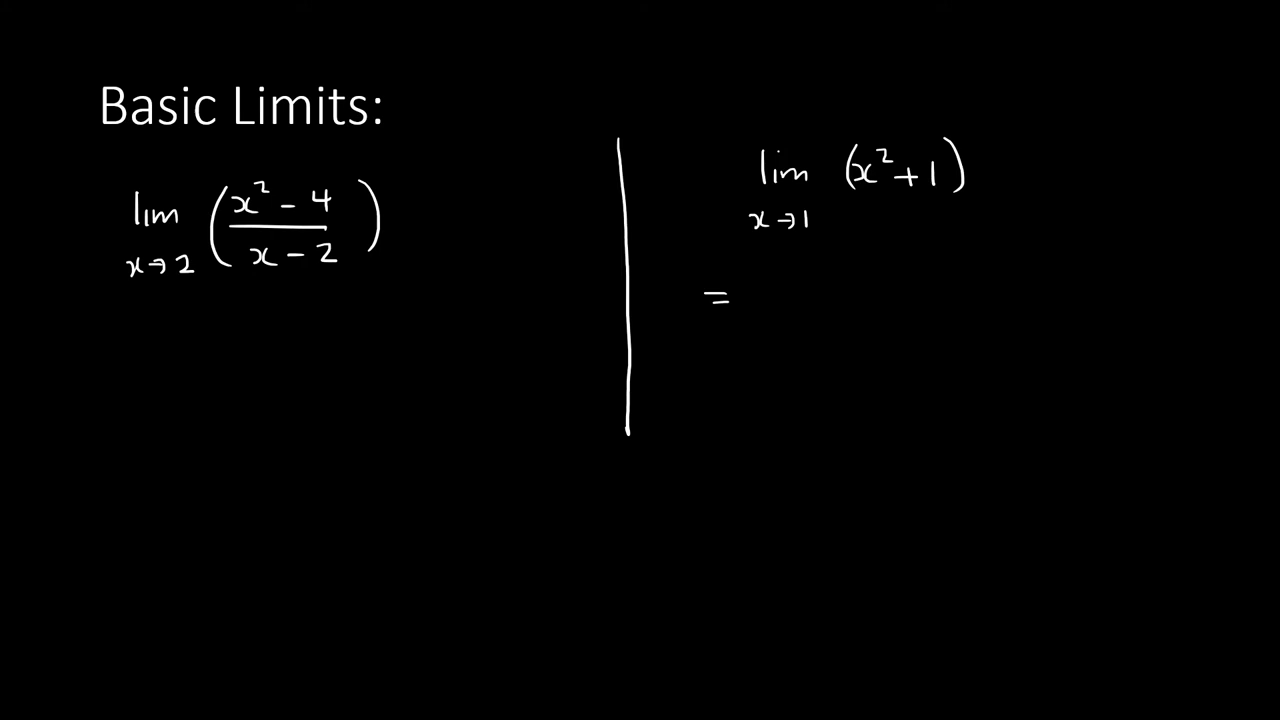 Basic Limits:
lim (x² - 4 / x - 2)
x→2
lim (x² + 1)
x→1
=